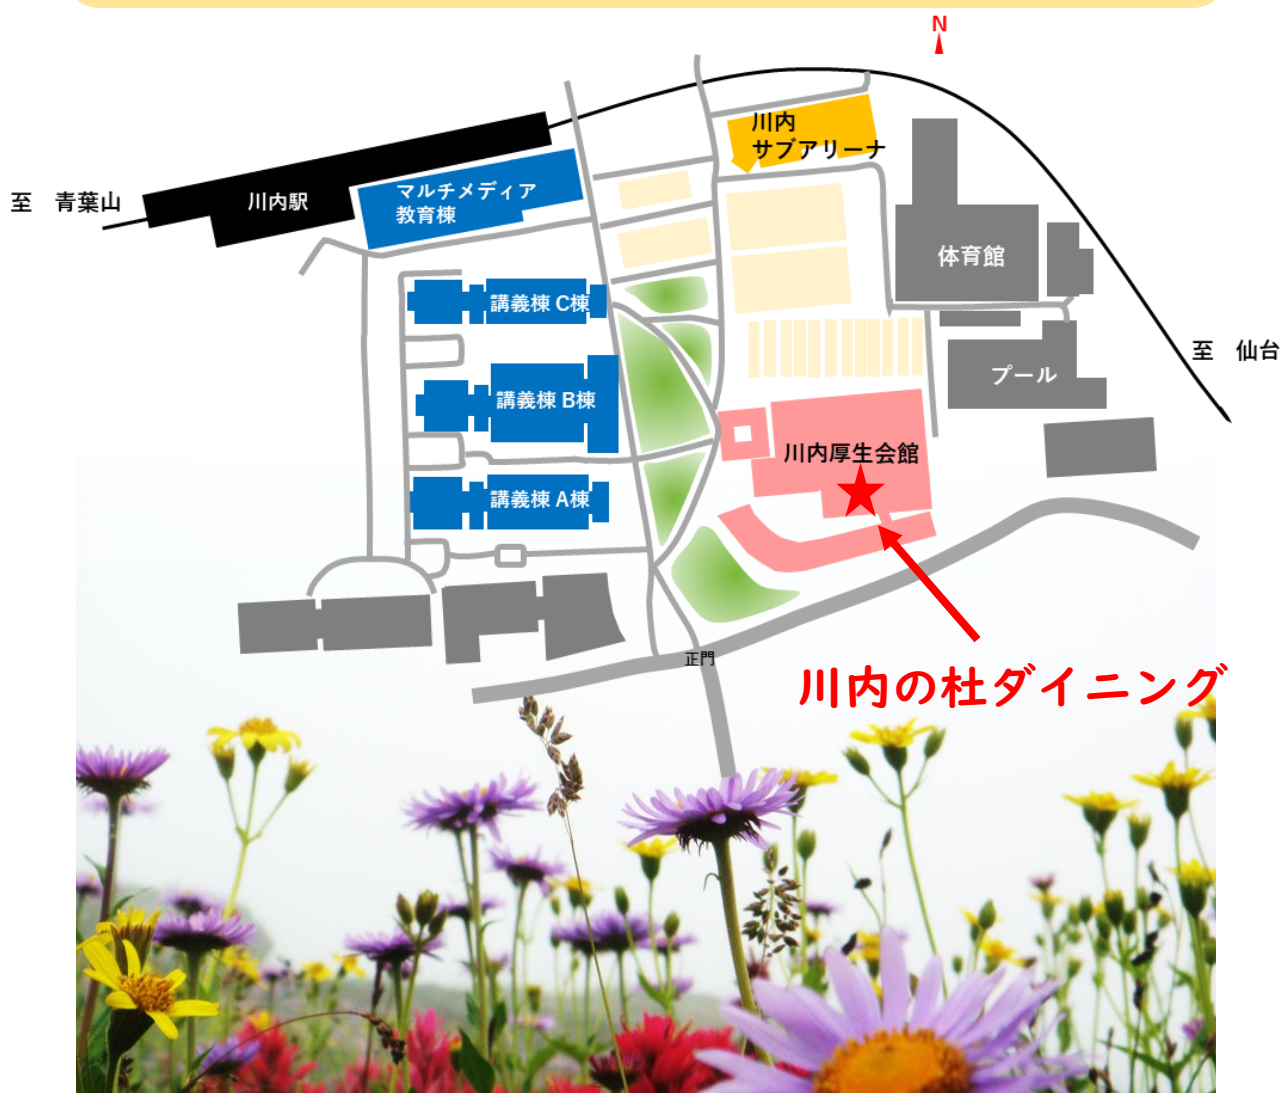 N
川内
サブアリーナ
至　青葉山
川内駅
マルチメディア
教育棟
体育館
講義棟 C棟
至　仙台
プール
講義棟 B棟
川内厚生会館
講義棟 A棟
正門
川内の杜ダイニング